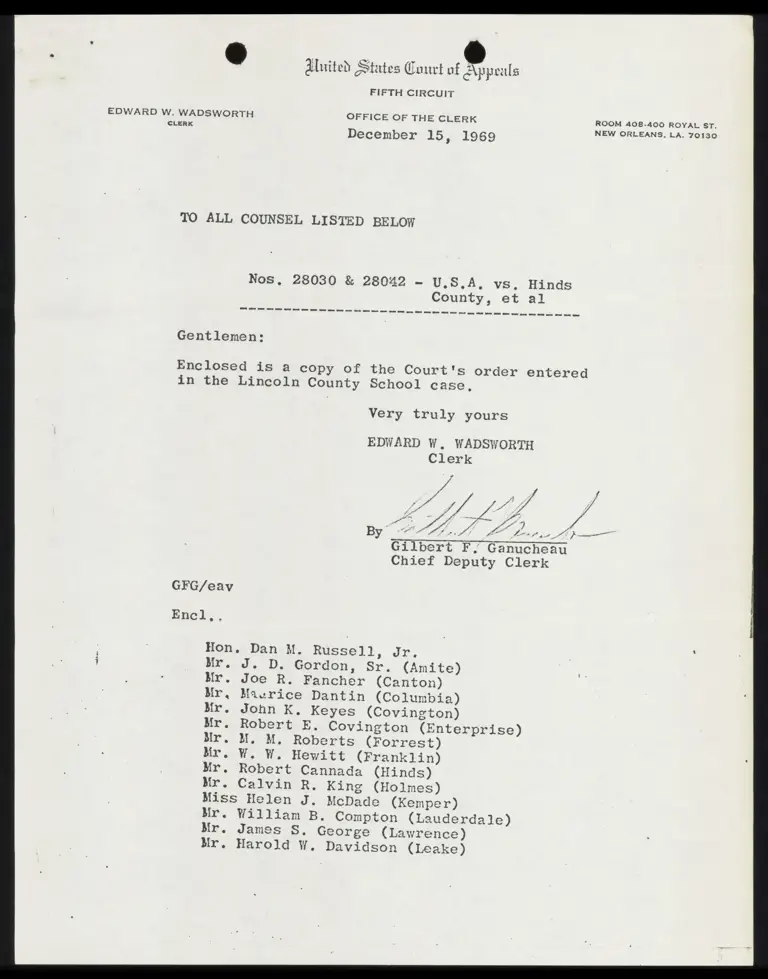 United States Court of Appeals
FIFTH CIRCUIT
EDWARD W. WADSWORTH
CLERK
OFFICE OF THE CLERK
December 15, 1969
ROOM 408-400 ROYAL ST.
NEW ORLEANS, LA. 70130
TO ALL COUNSEL LISTED BELOW
Nos. 28030 & 28042 - U.S.A. vs. Hinds
County, et al
---------------------------------------
Gentlemen:
Enclosed is a copy of the Court's order entered
in the Lincoln County School case.
Very truly yours
EDWARD W. WADSWORTH
Clerk
By Gilbert F. Ganucheau
Gilbert F. Ganucheau
Chief Deputy Clerk
GFG/eav
Encl..
Hon. Dan M. Russell, Jr.
Mr. J. D. Gordon, Sr. (Amite)
Mr. Joe R. Fancher (Canton)
Mr. Maurice Dantin (Columbia)
Mr. John K. Keyes (Covington)
Mr. Robert E. Covington (Enterprise)
Mr. M. M. Roberts (Forrest)
Mr. W. W. Hewitt (Franklin)
Mr. Robert Cannada (Hinds)
Mr. Calvin R. King (Holmes)
Miss Helen J. McDade (Kemper)
Mr. William B. Compton (Lauderdale)
Mr. James S. George (Lawrence)
Mr. Harold W. Davidson (Leake)